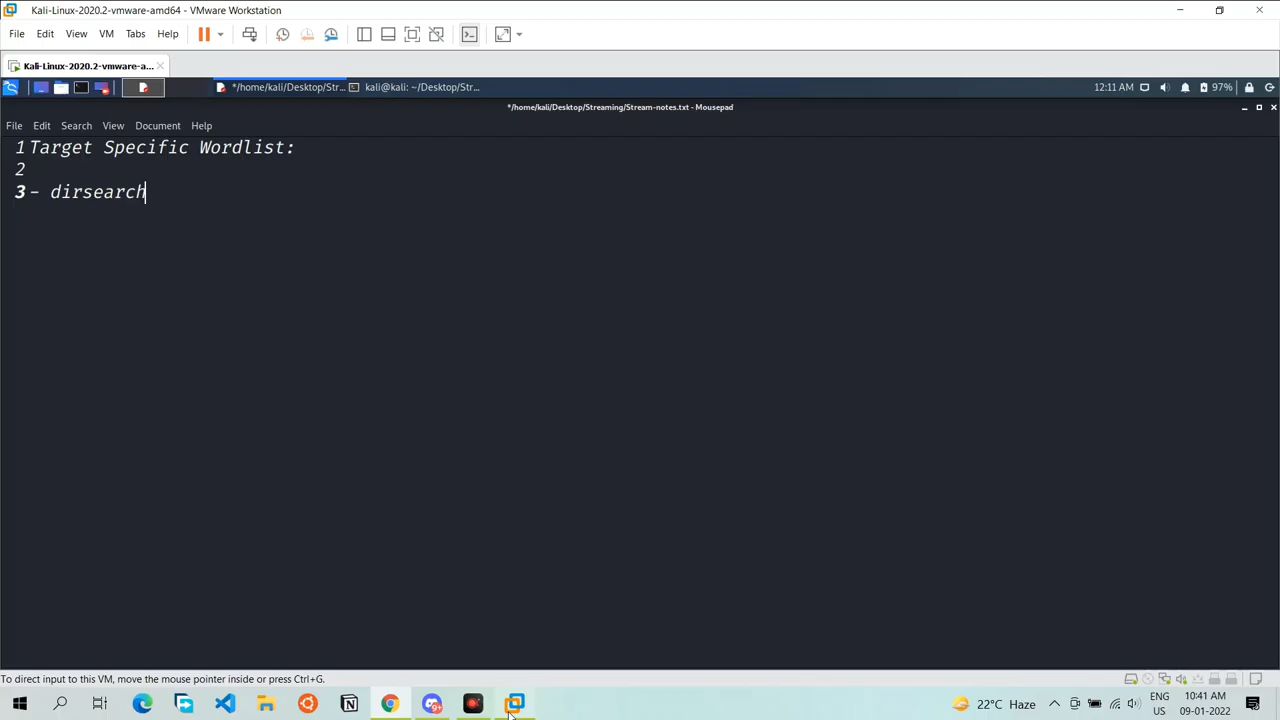 Kali-Linux-2020.2-vmware-amd64 - VMware Workstation
File Edit View VM Tabs Help
Kali-Linux-2020.2-vmware-a...
*/home/kali/Desktop/Str... kali@kali: ~/Desktop/Str... 12:11 AM 97%
*/home/kali/Desktop/Streaming/Stream-notes.txt - Mousepad
File Edit Search View Document Help
1 Target Specific Wordlist:
2
3 - dirsearch
To direct input to this VM, move the mouse pointer inside or press Ctrl+G.
9+ 22°C Haze ENG US 10:41 AM 09-01-2022